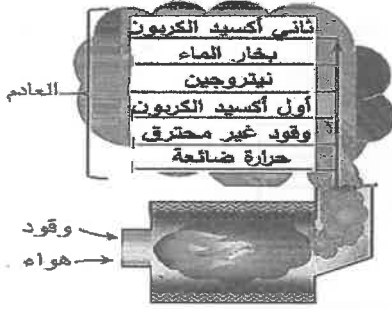 ثاني أكسيد الكربون
بخار الماء
نيتروجين
أول أكسيد الكربون
وقود غير محترق
حرارة ضائعة
العادم
وقود
هواء